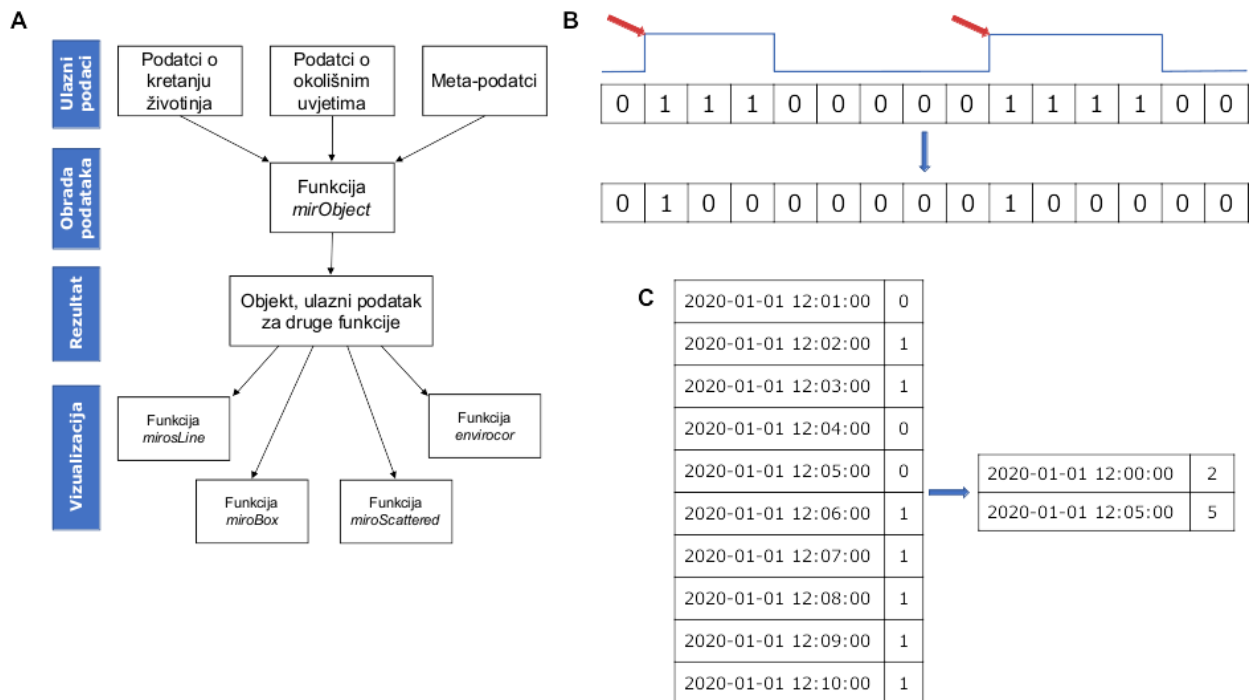 A
Ulazni
podaci
Podatci o
kretanju
životinja
Podatci o
okolišnim
uvjetima
Meta-podatci
Obrada
podataka
Funkcija
mirObject
Rezultat
Objekt, ulazni podatak
za druge funkcije
Vizualizacija
Funkcija
mirosLine
Funkcija
envirocor
Funkcija
miroBox
Funkcija
miroScattered
B
0 1 1 1 0 0 0 0 0 1 1 1 1 0 0
0 1 0 0 0 0 0 0 0 1 0 0 0 0 0
C
2020-01-01 12:01:00 0
2020-01-01 12:02:00 1
2020-01-01 12:03:00 1
2020-01-01 12:04:00 0
2020-01-01 12:05:00 0
2020-01-01 12:06:00 1
2020-01-01 12:07:00 1
2020-01-01 12:08:00 1
2020-01-01 12:09:00 1
2020-01-01 12:10:00 1
2020-01-01 12:00:00 2
2020-01-01 12:05:00 5